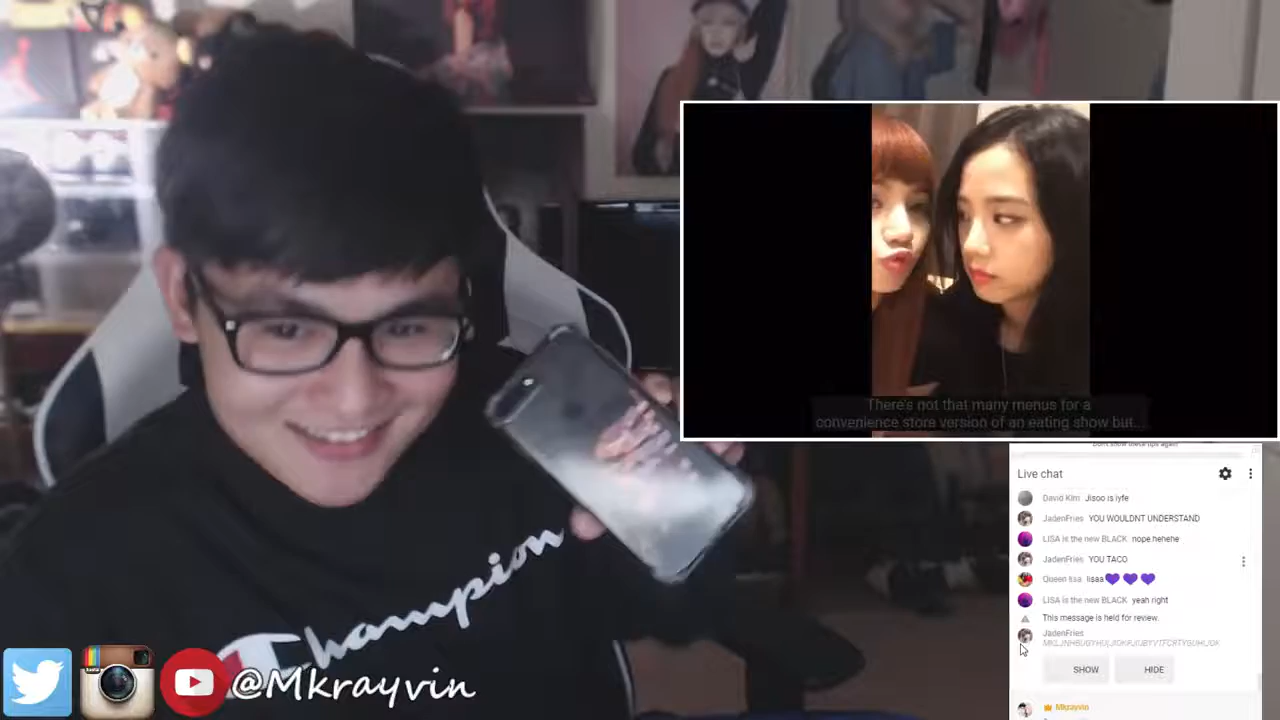 There's not that many menus for a
convenience store version of an eating show but...
Live chat
David Kim Jisoo is lyfe
JadenFries YOU WOULDNT UNDERSTAND
LISA is the new BLACK nope hehehe
JadenFries YOU TACO
Queen lisa lisaa💜💜💜
LISA is the new BLACK yeah right
This message is held for review.
JadenFries
SHOW HIDE
Mkrayvin
Champion
@Mkrayvin